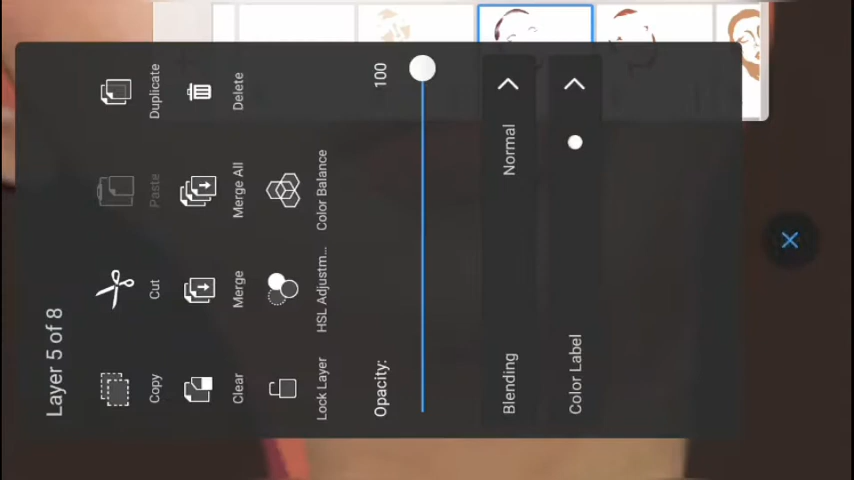 Layer 5 of 8
Copy
Cut
Paste
Duplicate
Clear
Merge
Merge All
Delete
Lock Layer
HSL Adjustm...
Color Balance
Opacity:
100
Blending
Normal
Color Label